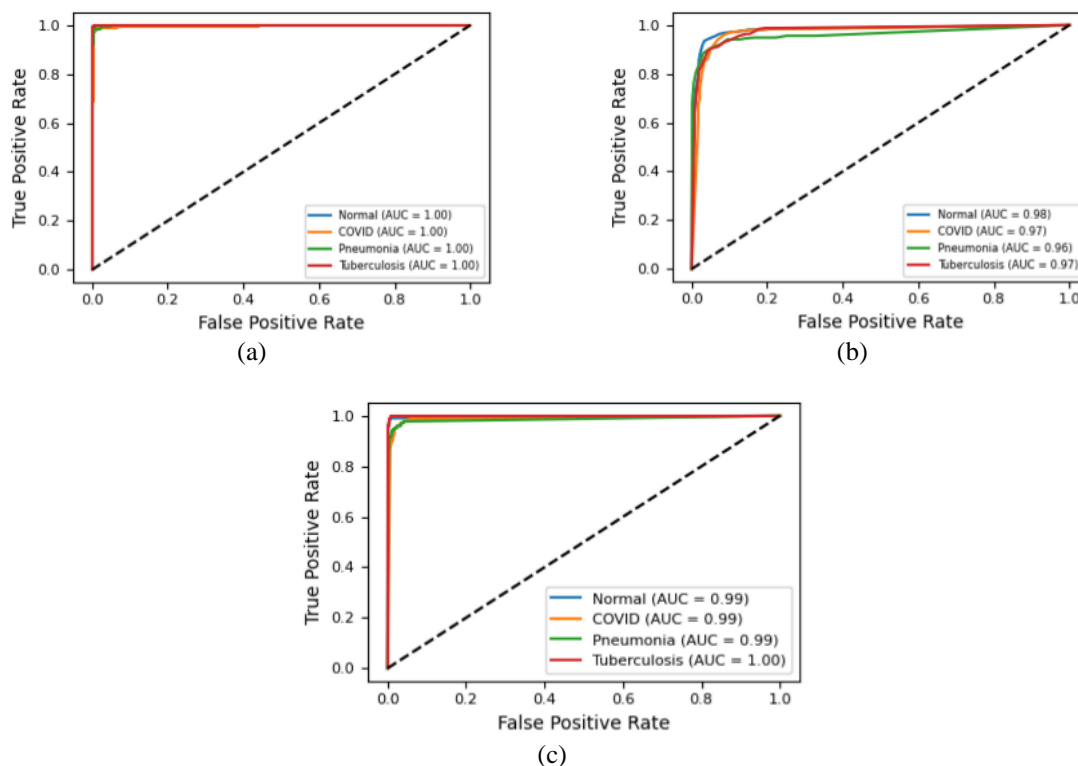 True Positive Rate
1.0
0.8
0.6
0.4
0.2
0.0
Normal (AUC = 1.00)
COVID (AUC = 1.00)
Pneumonia (AUC = 1.00)
Tuberculosis (AUC = 1.00)
0.0 0.2 0.4 0.6 0.8 1.0
False Positive Rate
(a)
True Positive Rate
1.0
0.8
0.6
0.4
0.2
0.0
Normal (AUC = 0.98)
COVID (AUC = 0.97)
Pneumonia (AUC = 0.96)
Tuberculosis (AUC = 0.97)
0.0 0.2 0.4 0.6 0.8 1.0
False Positive Rate
(b)
True Positive Rate
1.0
0.8
0.6
0.4
0.2
0.0
Normal (AUC = 0.99)
COVID (AUC = 0.99)
Pneumonia (AUC = 0.99)
Tuberculosis (AUC = 1.00)
0.0 0.2 0.4 0.6 0.8 1.0
False Positive Rate
(c)